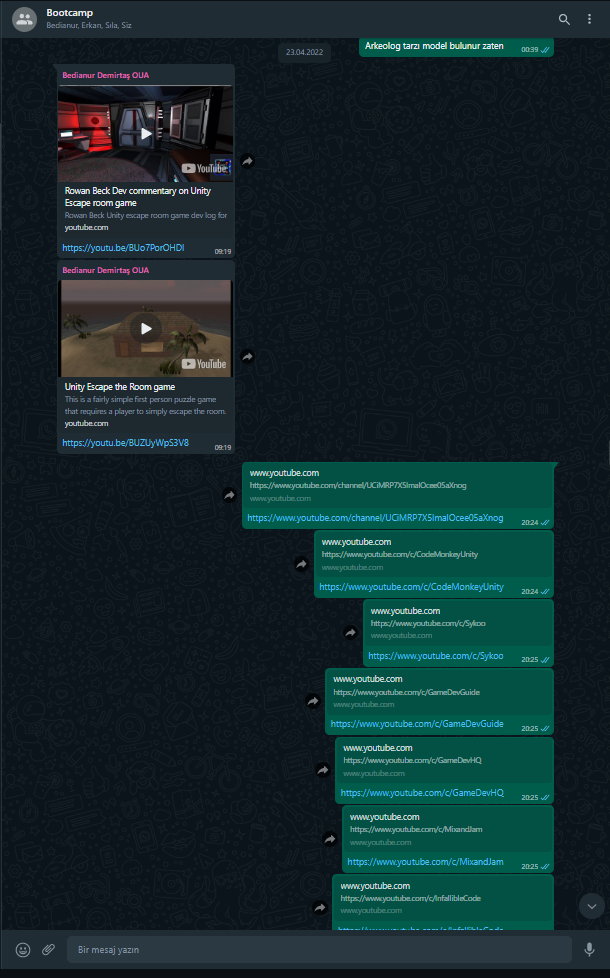 Bootcamp
Bedianur, Erkan, Sıla, Siz
Arkeolog tarzı model bulunur zaten
00:39
23.04.2022
Bedianur Demirtaş OUA
YouTube
Rowan Beck Dev commentary on Unity
Escape room game
Rowan Beck Unity escape room game dev log for
youtube.com
https://youtu.be/BUo7PorOHDI
09:19
Bedianur Demirtaş OUA
YouTube
Unity Escape the Room game
This is a fairly simple first person puzzle game
that requires a player to simply escape the room.
youtube.com
https://youtu.be/BUZUyWpS3V8
09:19
www.youtube.com
https://www.youtube.com/channel/UCiMRP7X5ImalOcee05aXnog
www.youtube.com
https://www.youtube.com/channel/UCiMRP7X5ImalOcee05aXnog
20:24
www.youtube.com
https://www.youtube.com/c/CodeMonkeyUnity
www.youtube.com
https://www.youtube.com/c/CodeMonkeyUnity
20:24
www.youtube.com
https://www.youtube.com/c/Sykoo
www.youtube.com
https://www.youtube.com/c/Sykoo
20:25
www.youtube.com
https://www.youtube.com/c/GameDevGuide
www.youtube.com
https://www.youtube.com/c/GameDevGuide
20:25
www.youtube.com
https://www.youtube.com/c/GameDevHQ
www.youtube.com
https://www.youtube.com/c/GameDevHQ
20:25
www.youtube.com
https://www.youtube.com/c/MixandJam
www.youtube.com
https://www.youtube.com/c/MixandJam
20:25
www.youtube.com
https://www.youtube.com/c/InfallibleCode
www.youtube.com
https://www.youtube.com/c/InfallibleCode
Bir mesaj yazın